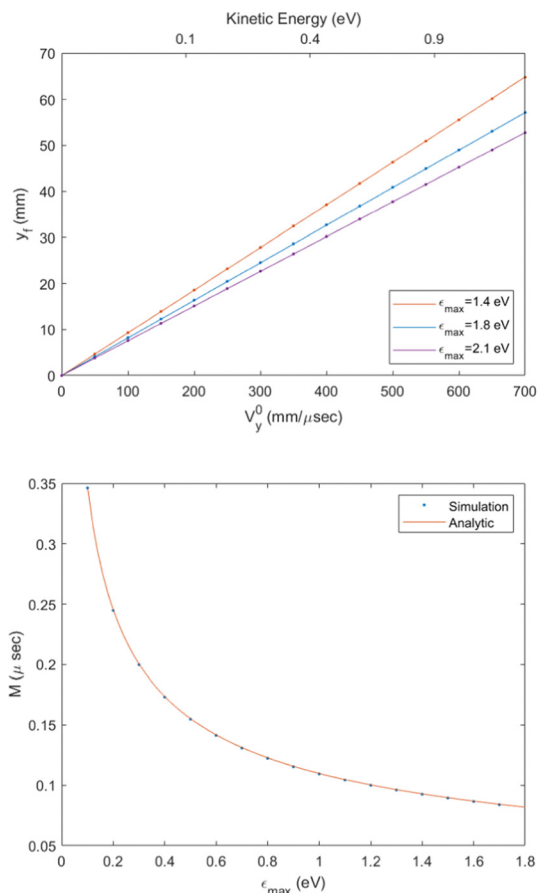 Kinetic Energy (eV)
0.1 0.4 0.9
70
60
50
40
30
20
10
0
y_f (mm)
ϵ_max=1.4 eV
ϵ_max=1.8 eV
ϵ_max=2.1 eV
0 100 200 300 400 500 600 700
V_y^0 (mm/μsec)
0.35
0.3
0.25
0.2
0.15
0.1
0.05
M (μ sec)
Simulation
Analytic
0 0.2 0.4 0.6 0.8 1 1.2 1.4 1.6 1.8
ϵ_max (eV)